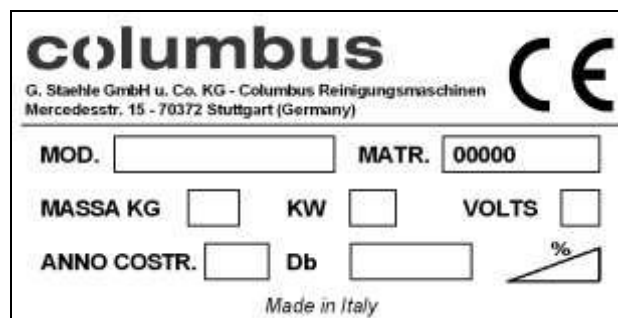 columbus
CE
G. Staehle GmbH u. Co. KG - Columbus Reinigungsmaschinen
Mercedesstr. 15 - 70372 Stuttgart (Germany)
MOD. MATR. 00000
MASSA KG KW VOLTS
ANNO COSTR. Db %
Made in Italy